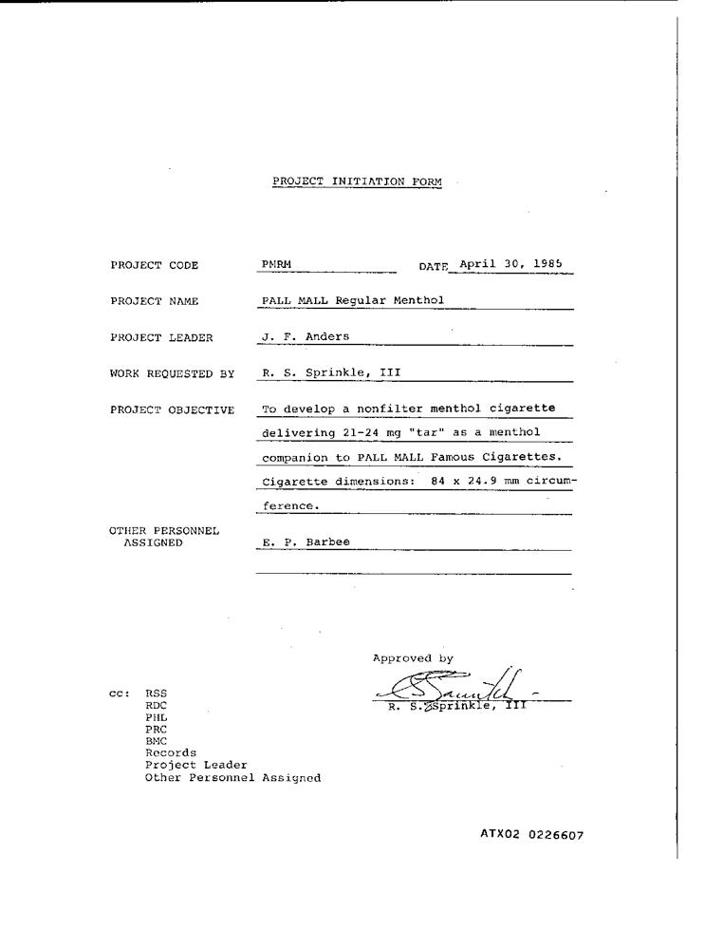 PROJECT INITIATION FORM
PROJECT CODE PMRM DATE April 30, 1985
PROJECT NAME PALL MALL Regular Menthol
PROJECT LEADER J. F. Anders
WORK REQUESTED BY R. S. Sprinkle, III
PROJECT OBJECTIVE To develop a nonfilter menthol cigarette
delivering 21-24 mg "tar" as a menthol
companion to PALL MALL Famous Cigarettes.
Cigarette dimensions: 84 x 24.9 mm circum-
ference.
OTHER PERSONNEL
ASSIGNED E. P. Barbee
Approved by
R. S. Sprinkle, III
cc: RSS
RDC
PHL
PRC
BMC
Records
Project Leader
Other Personnel Assigned
ATX02 0226607